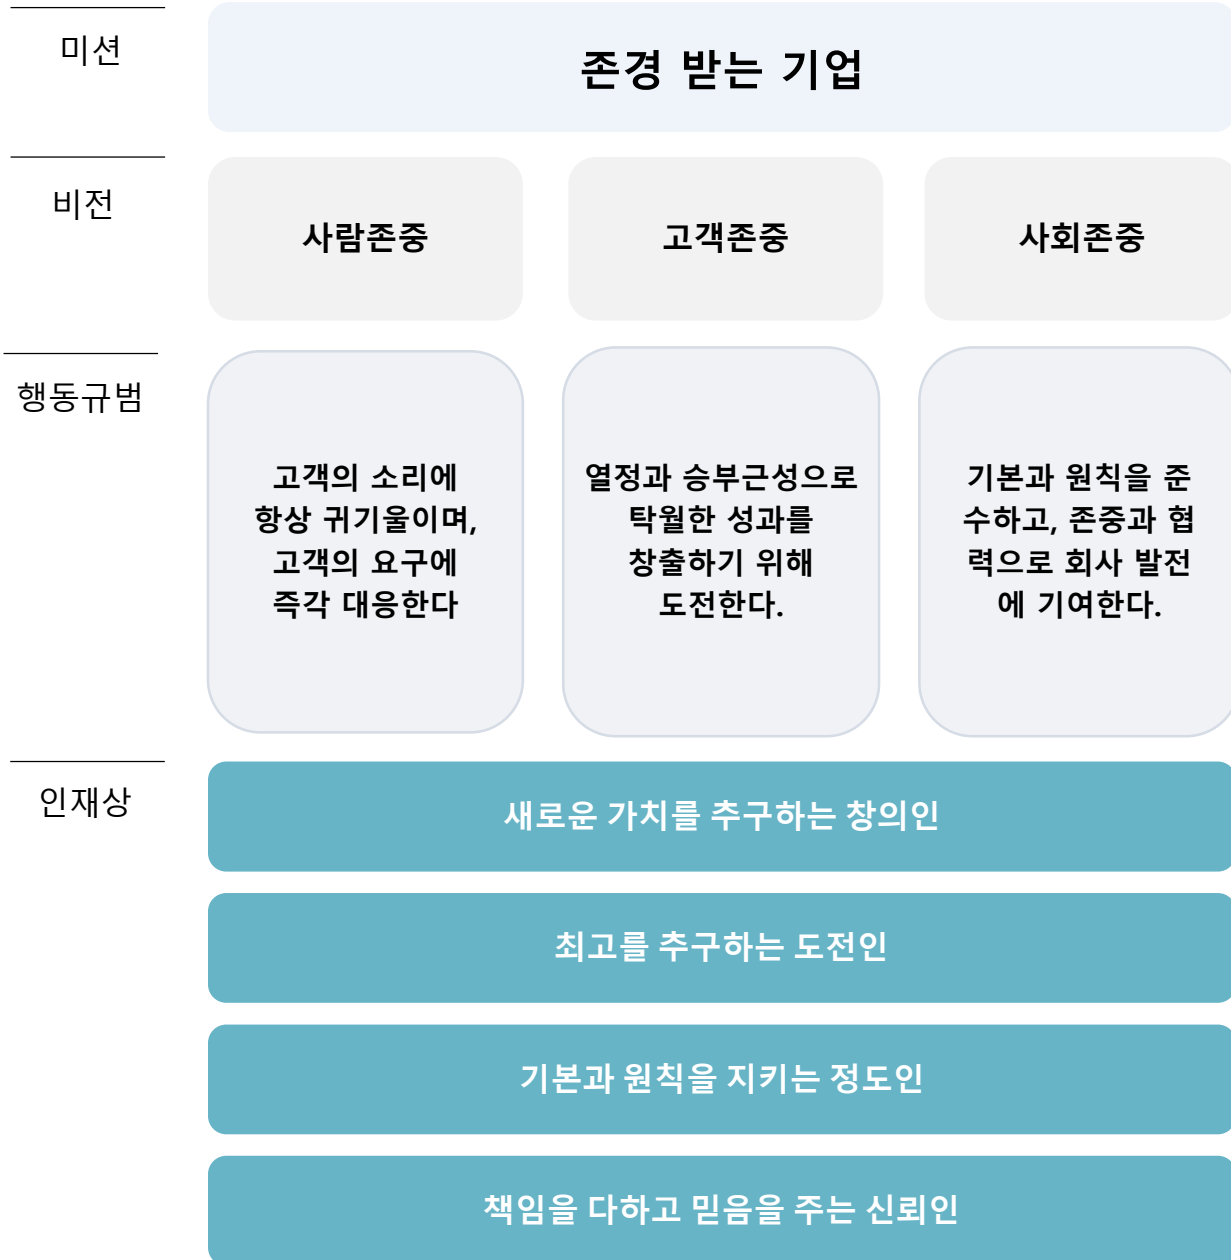 미션
존경 받는 기업
비전
사람존중
고객존중
사회존중
행동규범
고객의 소리에
항상 귀기울이며,
고객의 요구에
즉각 대응한다
열정과 승부근성으로
탁월한 성과를
창출하기 위해
도전한다.
기본과 원칙을 준
수하고, 존중과 협
력으로 회사 발전
에 기여한다.
인재상
새로운 가치를 추구하는 창의인
최고를 추구하는 도전인
기본과 원칙을 지키는 정도인
책임을 다하고 믿음을 주는 신뢰인